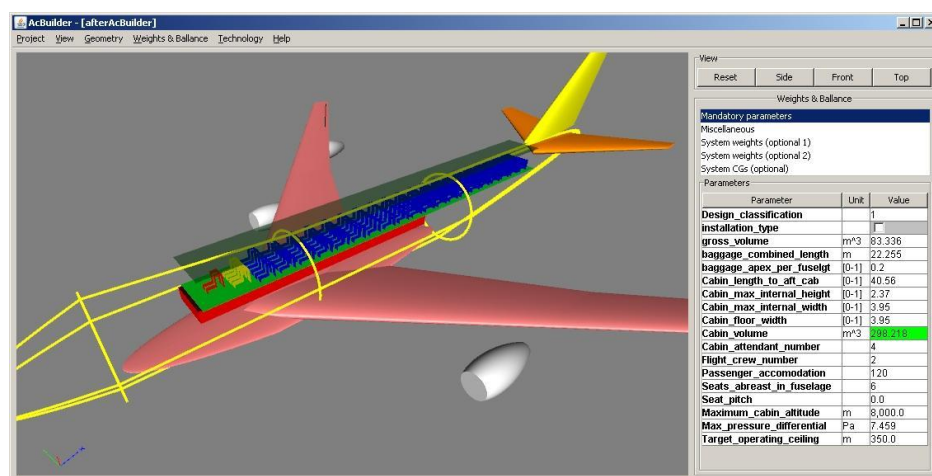 AcBuilder - [afterAcBuilder]
Project View Geometry Weights & Ballance Technology Help
View
Reset Side Front Top
Weights & Ballance
Mandatory parameters
Miscellaneous
System weights (optional 1)
System weights (optional 2)
System CGs (optional)
Parameters
Parameter Unit Value
Design_classification 1
installation_type
gross_volume m^3 83.336
baggage_combined_length m 22.255
baggage_apex_per_fuselgt [0-1] 0.2
Cabin_length_to_aft_cab [0-1] 40.56
Cabin_max_internal_height [0-1] 2.37
Cabin_max_internal_width [0-1] 3.95
Cabin_floor_width [0-1] 3.95
Cabin_volume m^3 298.218
Cabin_attendant_number 4
Flight_crew_number 2
Passenger_accomodation 120
Seats_abreast_in_fuselage 6
Seat_pitch 0.0
Maximum_cabin_altitude m 8,000.0
Max_pressure_differential Pa 7.459
Target_operating_ceiling m 350.0